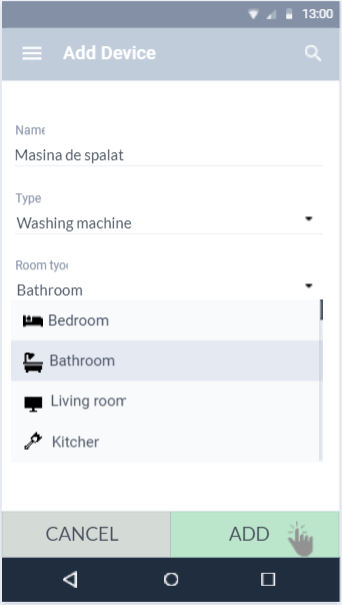 13:00
Add Device
Name
Masina de spalat
Type
Washing machine
Room tyoe
Bathroom
Bedroom
Bathroom
Living room
Kitcher
CANCEL
ADD